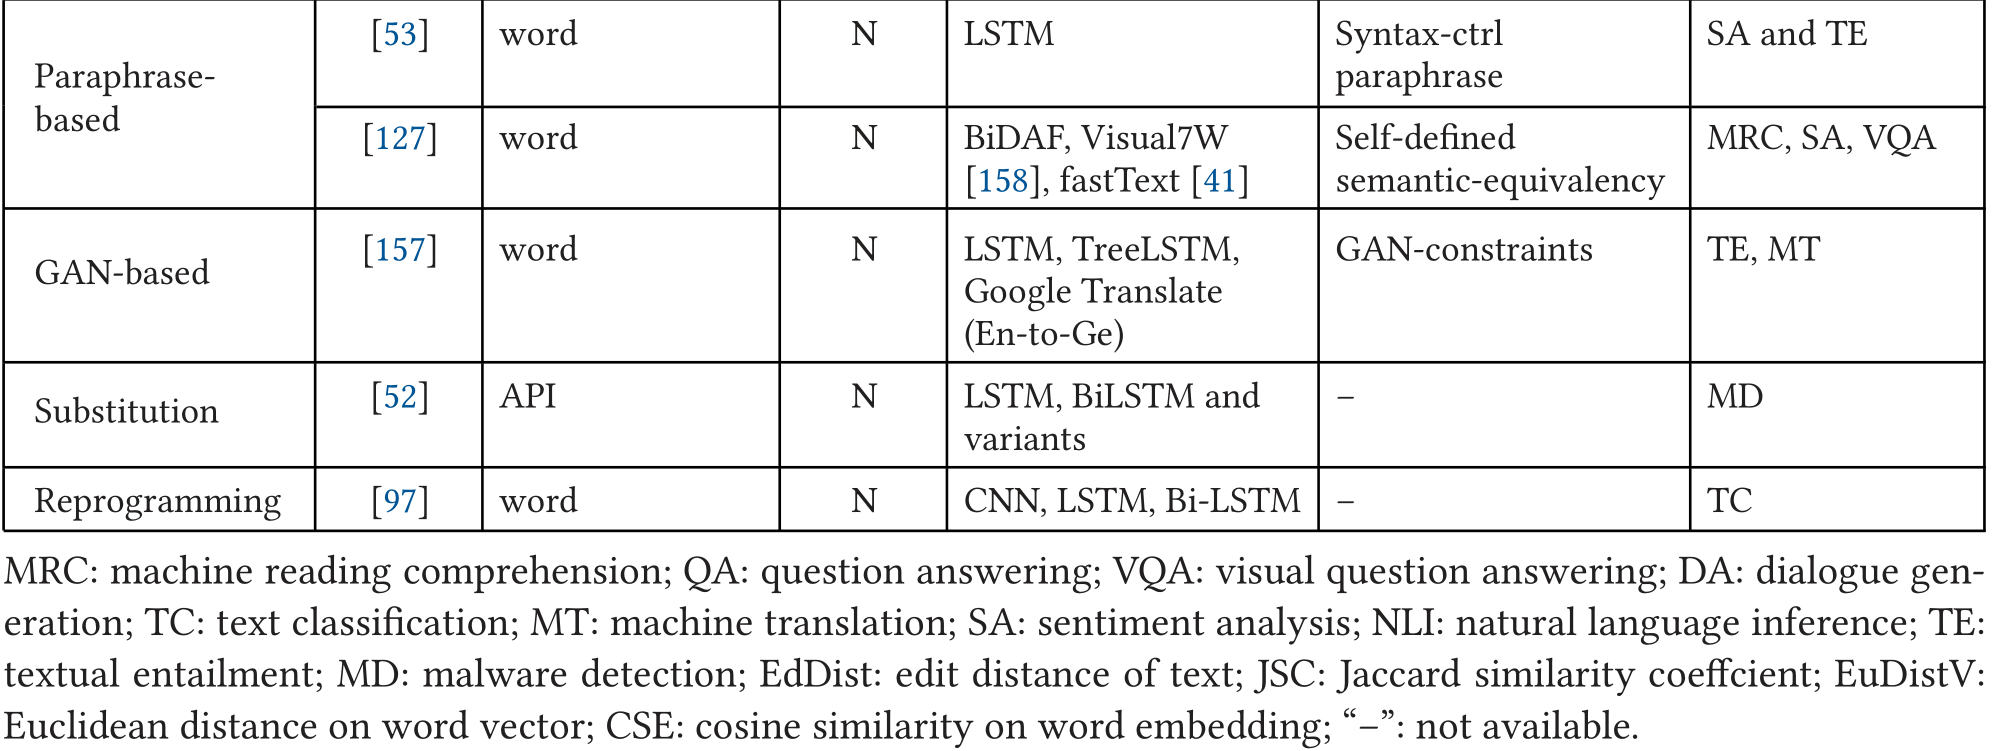 Paraphrase-
based
[53]
word
N
LSTM
Syntax-ctrl
paraphrase
SA and TE
[127]
word
N
BiDAF, Visual7W
[158], fastText [41]
Self-defined
semantic-equivalency
MRC, SA, VQA
GAN-based
[157]
word
N
LSTM, TreeLSTM,
Google Translate
(En-to-Ge)
GAN-constraints
TE, MT
Substitution
[52]
API
N
LSTM, BiLSTM and
variants
–
MD
Reprogramming
[97]
word
N
CNN, LSTM, Bi-LSTM
–
TC
MRC: machine reading comprehension; QA: question answering; VQA: visual question answering; DA: dialogue gen-
eration; TC: text classification; MT: machine translation; SA: sentiment analysis; NLI: natural language inference; TE:
textual entailment; MD: malware detection; EdDist: edit distance of text; JSC: Jaccard similarity coeffcient; EuDistV:
Euclidean distance on word vector; CSE: cosine similarity on word embedding; “–”: not available.